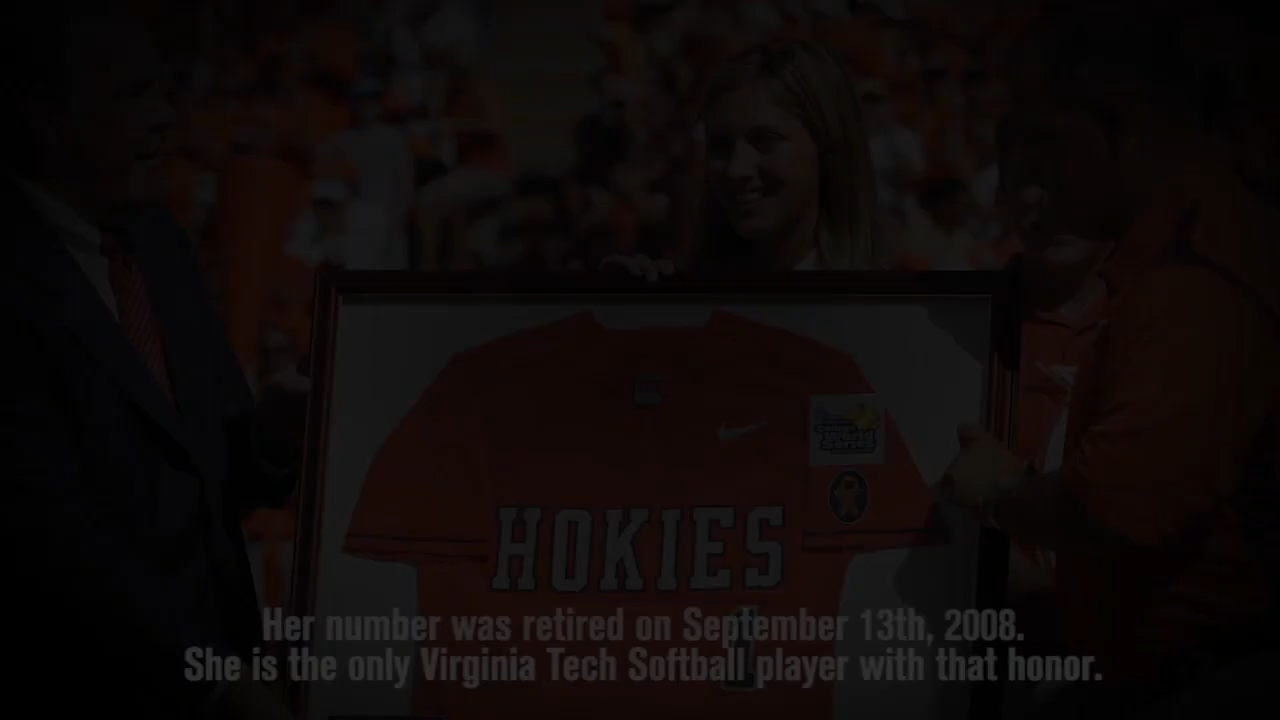 HOKIES
Her number was retired on September 13th, 2008.
She is the only Virginia Tech Softball player with that honor.